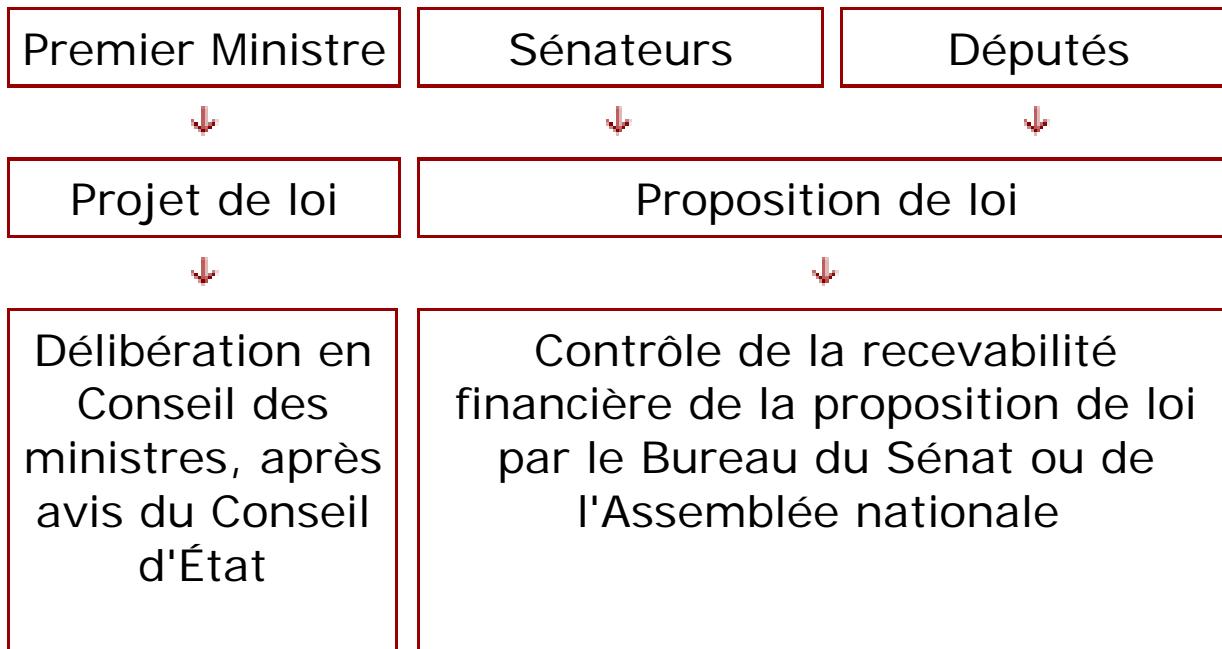 Premier Ministre
Sénateurs
Députés
Projet de loi
Proposition de loi
Délibération en
Conseil des
ministres, après
avis du Conseil
d'État
Contrôle de la recevabilité
financière de la proposition de loi
par le Bureau du Sénat ou de
l'Assemblée nationale